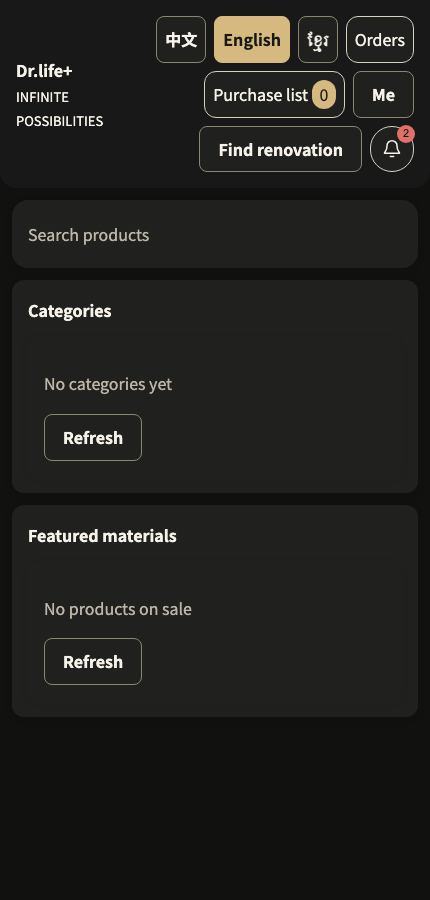 中文 English ខ្មែរ Orders
Dr.life+
INFINITE
POSSIBILITIES
Purchase list 0 Me
Find renovation 2
Search products
Categories
No categories yet
Refresh
Featured materials
No products on sale
Refresh